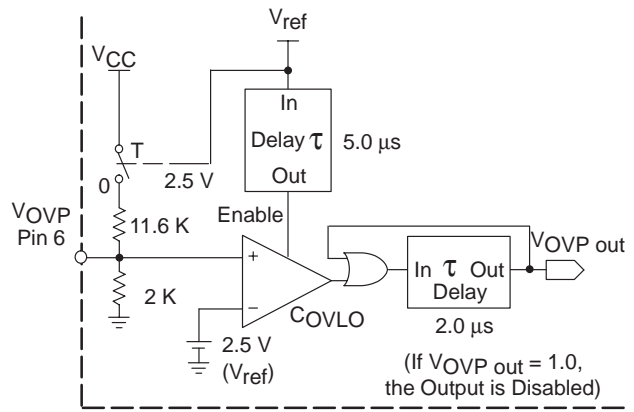 Vref
VCC
In
Delay τ
Out
5.0 μs
T
0
2.5 V
VOVP
Pin 6
11.6 K
Enable
2 K
+
–
COVLO
2.5 V
(Vref)
In τ Out
Delay
2.0 μs
VOVP out
(If VOVP out = 1.0,
the Output is Disabled)